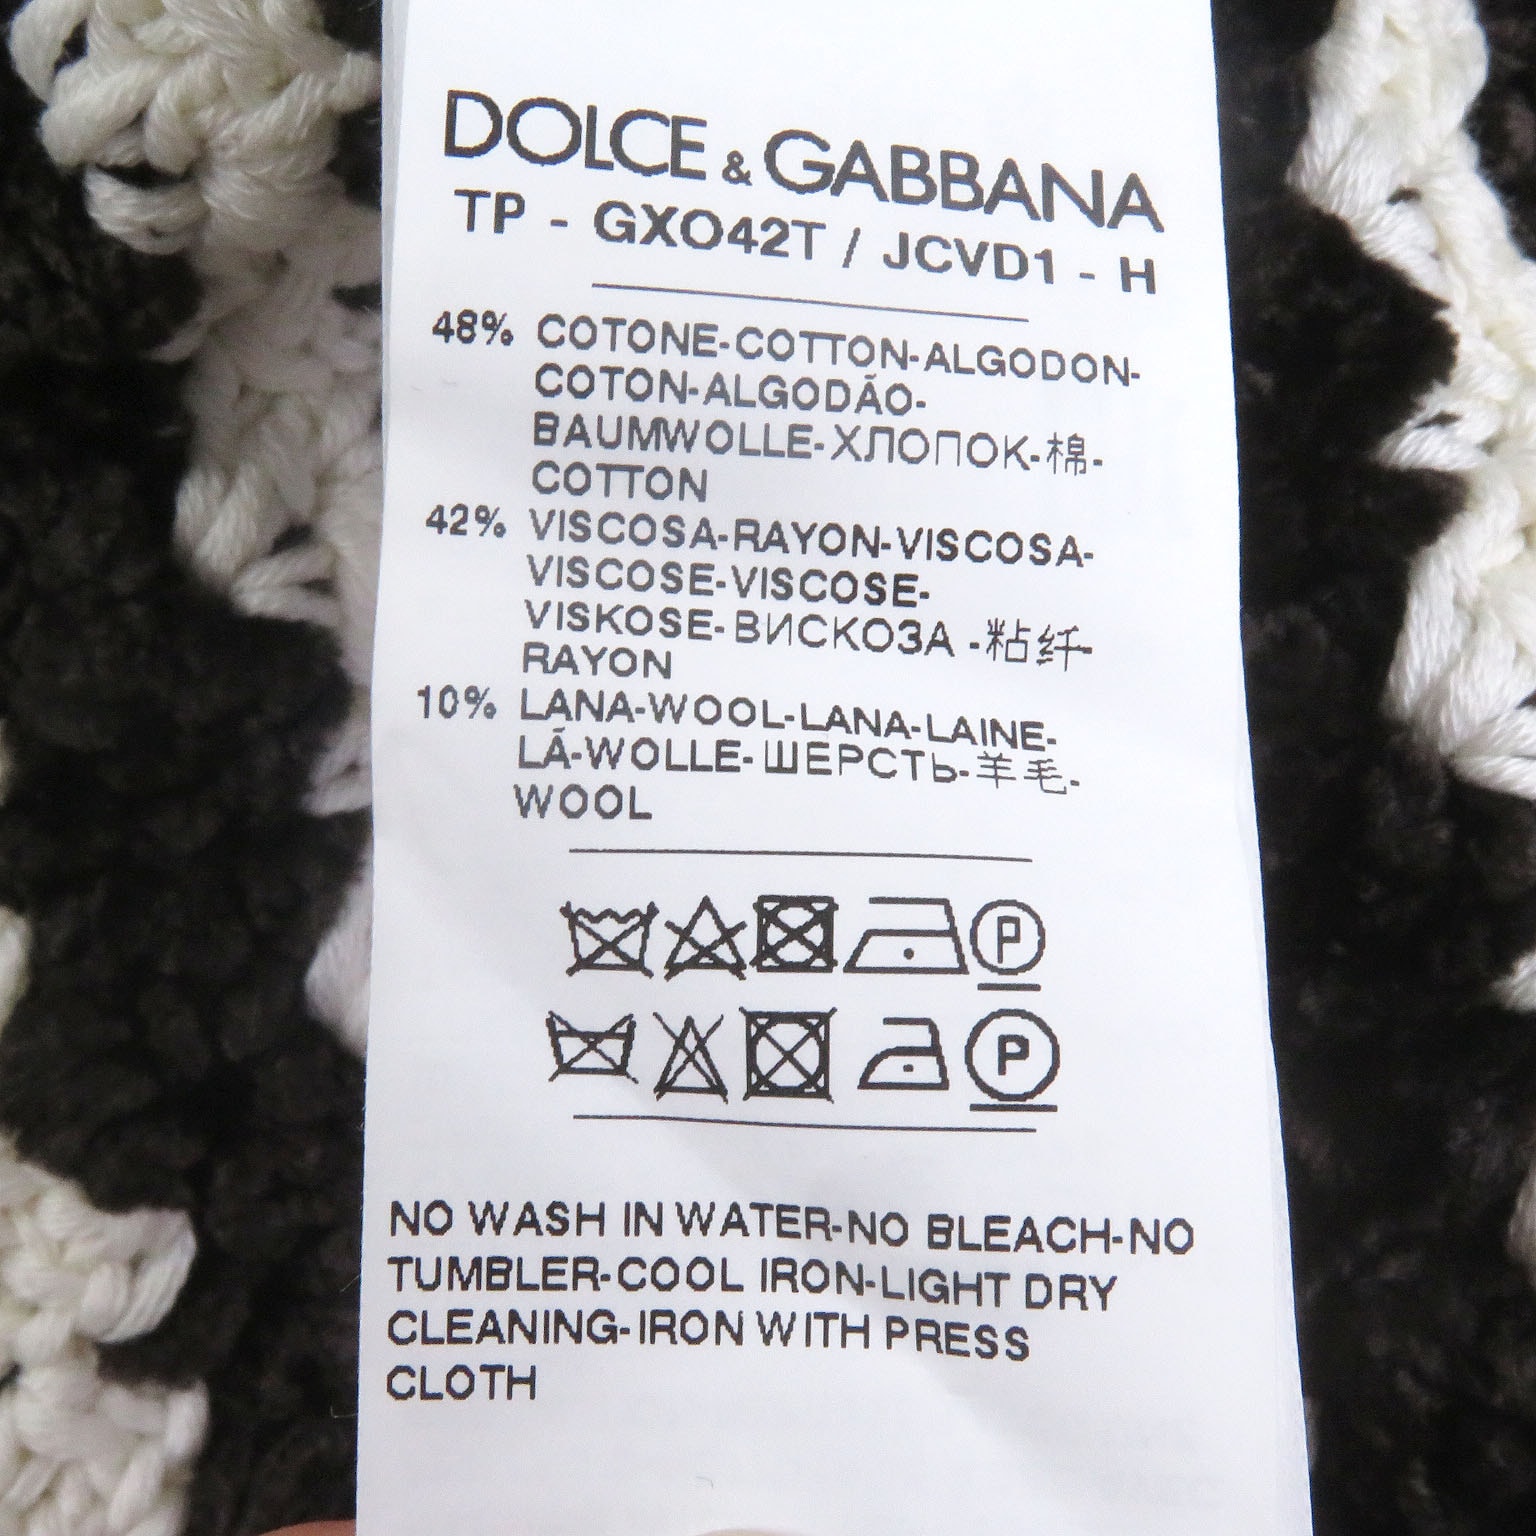 DOLCE & GABBANA
TP - GXO42T / JCVD1 - H
48% COTONE-COTTON-ALGODON-
COTON-ALGODÃO-
BAUMWOLLE-ХЛОПОК-棉-
COTTON
42% VISCOSA-RAYON-VISCOSA-
VISCOSE-VISCOSE-
VISKOSE-ВИСКОЗА -粘纤-
RAYON
10% LANA-WOOL-LANA-LAINE-
LÃ-WOLLE-ШЕРСТЬ-羊毛-
WOOL
P
P
NO WASH IN WATER-NO BLEACH-NO
TUMBLER-COOL IRON-LIGHT DRY
CLEANING-IRON WITH PRESS
CLOTH